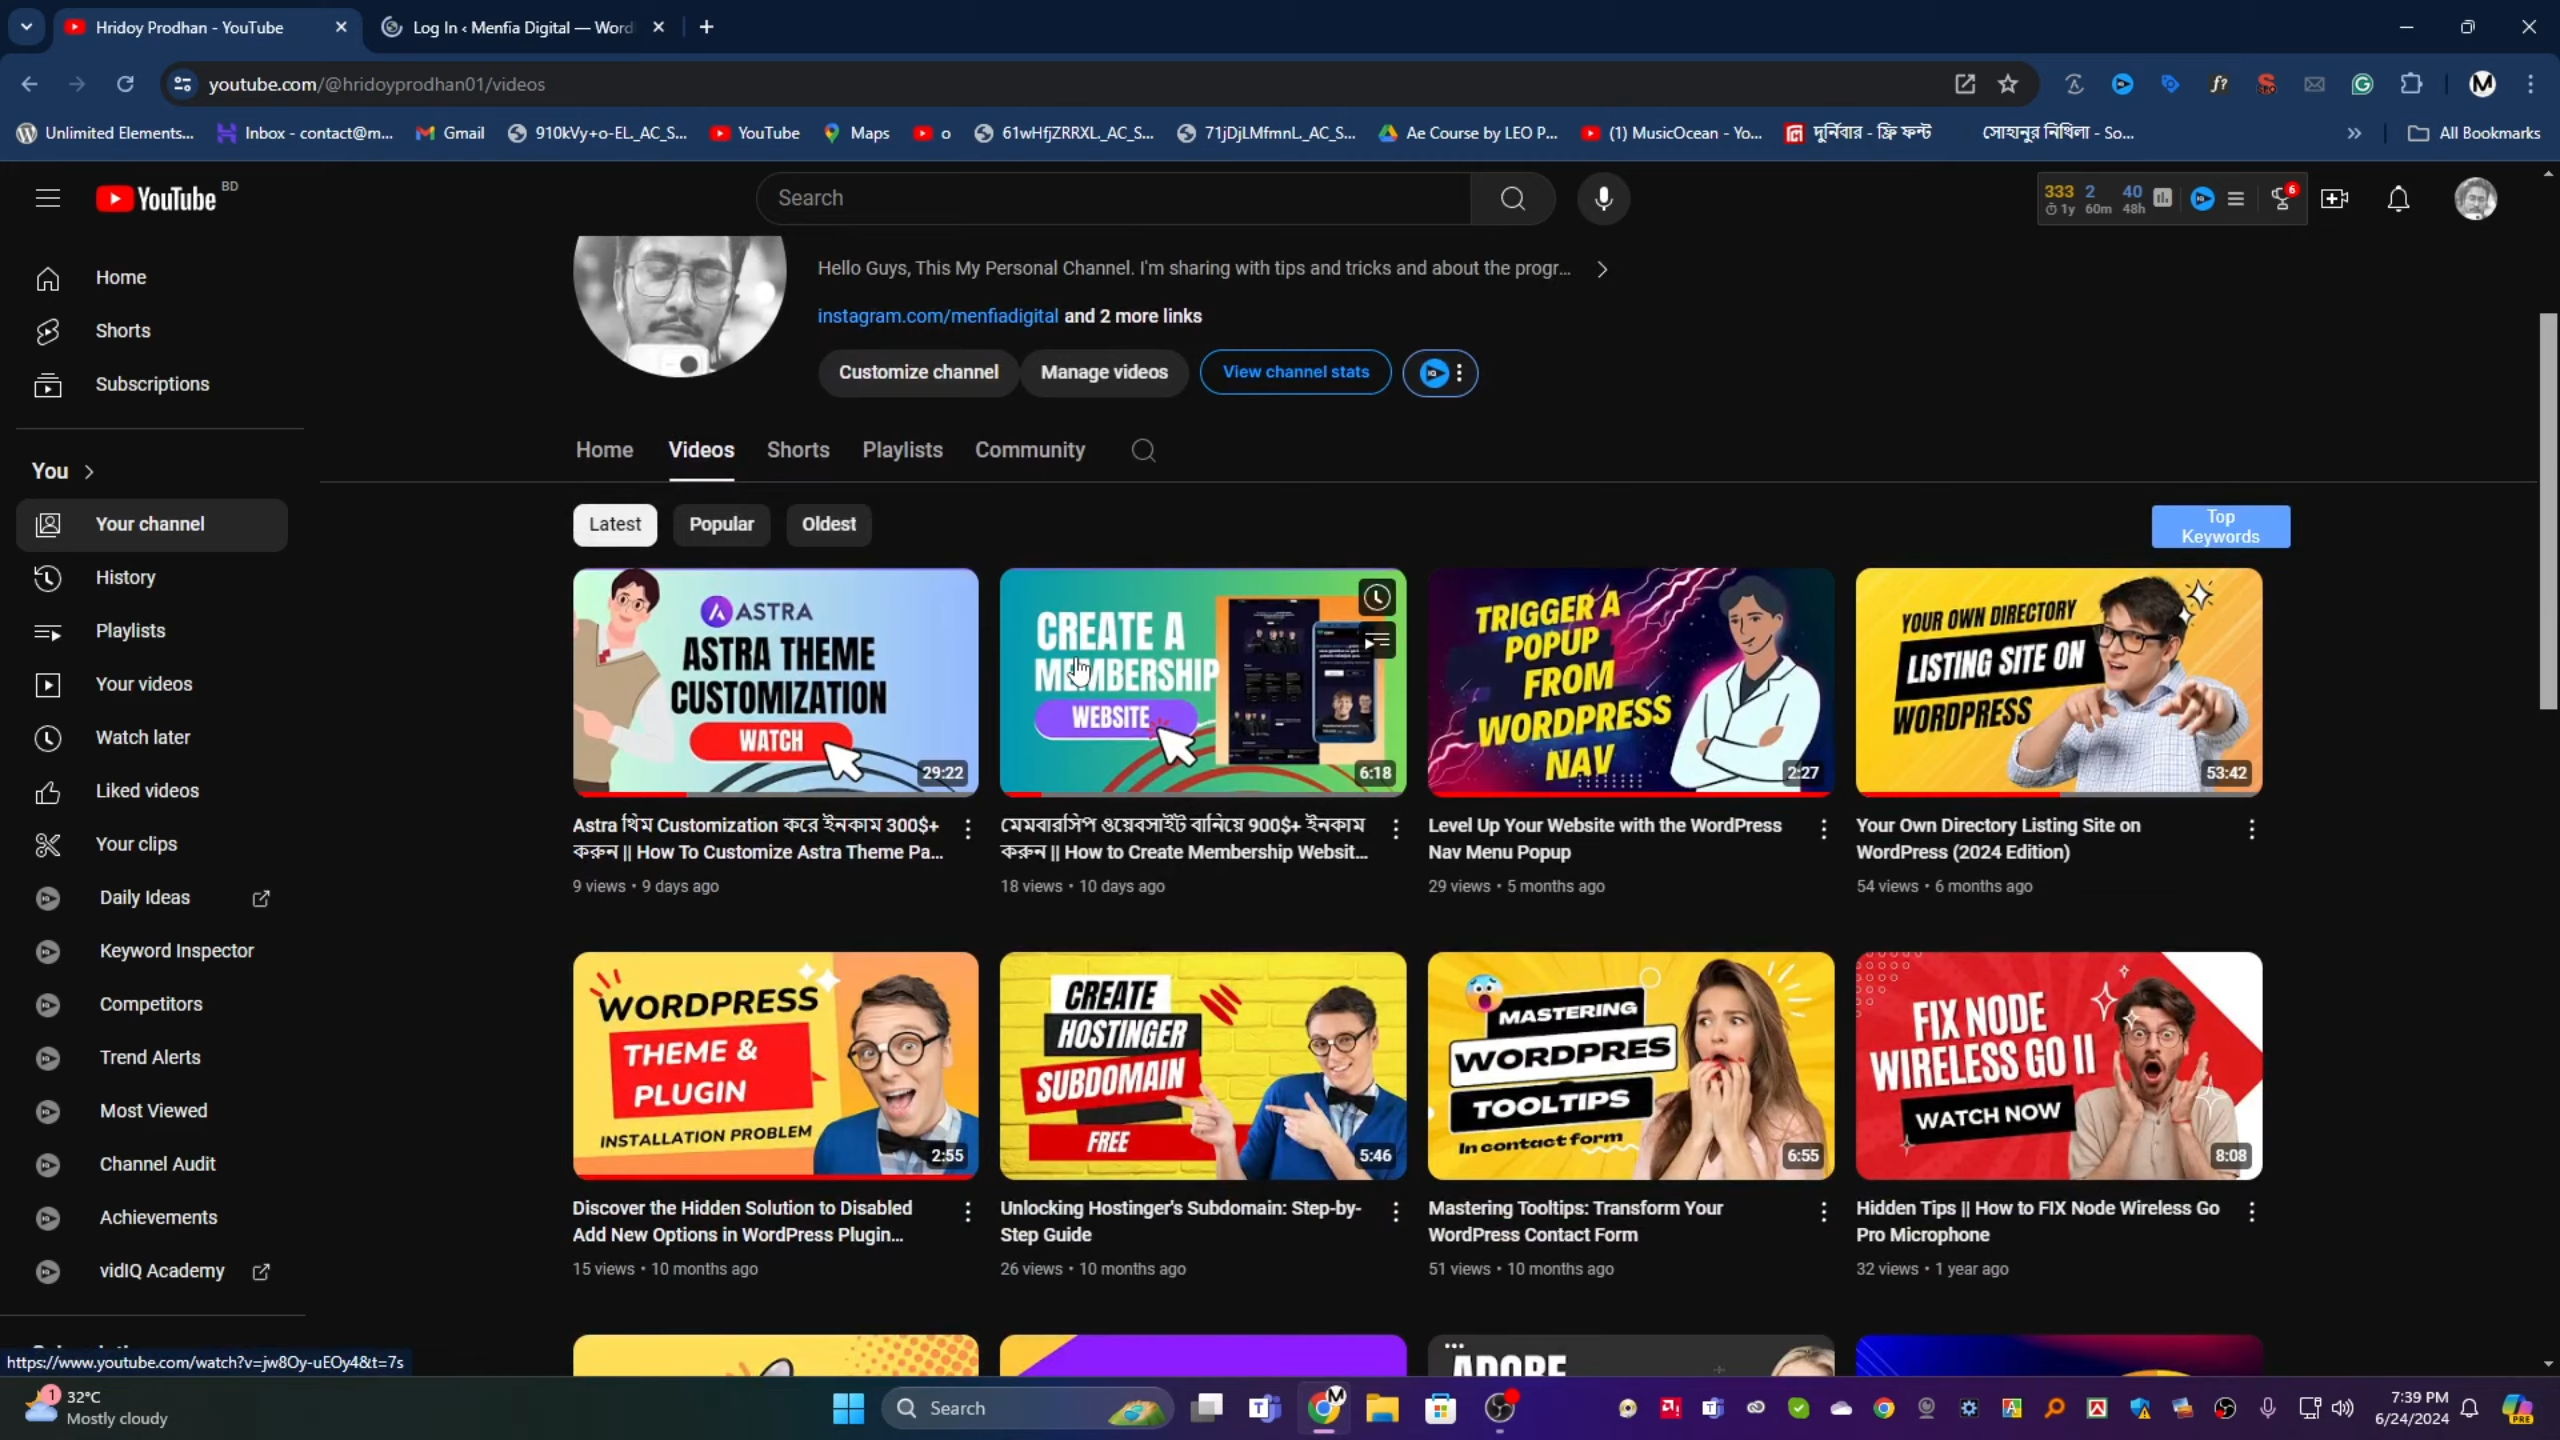 Hridoy Prodhan - YouTube
Log In ‹ Menfia Digital — Word
youtube.com/@hridoyprodhan01/videos
Unlimited Elements...
Inbox - contact@m...
Gmail
910kVy+o-EL._AC_S...
YouTube
Maps
o
61wHfjZRRXL._AC_S...
71jDjLMfmnL._AC_S...
Ae Course by LEO P...
(1) MusicOcean - Yo...
দুর্নিবার - ফ্রি ফন্ট
সোহানুর নিথিলা - So...
All Bookmarks
YouTube BD
Search
333 2 40
1y 60m 48h
6
Home
Shorts
Subscriptions
You
Your channel
History
Playlists
Your videos
Watch later
Liked videos
Your clips
Daily Ideas
Keyword Inspector
Competitors
Trend Alerts
Most Viewed
Channel Audit
Achievements
vidIQ Academy
Hello Guys, This My Personal Channel. I'm sharing with tips and tricks and about the progr...
instagram.com/menfiadigital and 2 more links
Customize channel
Manage videos
View channel stats
Home
Videos
Shorts
Playlists
Community
Latest
Popular
Oldest
Top
Keywords
ASTRA
ASTRA THEME
CUSTOMIZATION
WATCH
29:22
Astra থিম Customization করে ইনকাম 300$+
করুন || How To Customize Astra Theme Pa...
9 views • 9 days ago
CREATE A
MEMBERSHIP
WEBSITE
6:18
মেমবারসিপ ওয়েবসাইট বানিয়ে 900$+ ইনকাম
করুন || How to Create Membership Websit...
18 views • 10 days ago
TRIGGER A
POPUP
FROM
WORDPRESS
NAV
2:27
Level Up Your Website with the WordPress
Nav Menu Popup
29 views • 5 months ago
YOUR OWN DIRECTORY
LISTING SITE ON
WORDPRESS
53:42
Your Own Directory Listing Site on
WordPress (2024 Edition)
54 views • 6 months ago
WORDPRESS
THEME &
PLUGIN
INSTALLATION PROBLEM
2:55
Discover the Hidden Solution to Disabled
Add New Options in WordPress Plugin...
15 views • 10 months ago
CREATE
HOSTINGER
SUBDOMAIN
FREE
5:46
Unlocking Hostinger's Subdomain: Step-by-
Step Guide
26 views • 10 months ago
MASTERING
WORDPRES
TOOLTIPS
In contact form
6:55
Mastering Tooltips: Transform Your
WordPress Contact Form
51 views • 10 months ago
FIX NODE
WIRELESS GO II
WATCH NOW
8:08
Hidden Tips || How to FIX Node Wireless Go
Pro Microphone
32 views • 1 year ago
ADOBE
https://www.youtube.com/watch?v=jw8Oy-uEOy4&t=7s
1
32°C
Mostly cloudy
Search
7:39 PM
6/24/2024